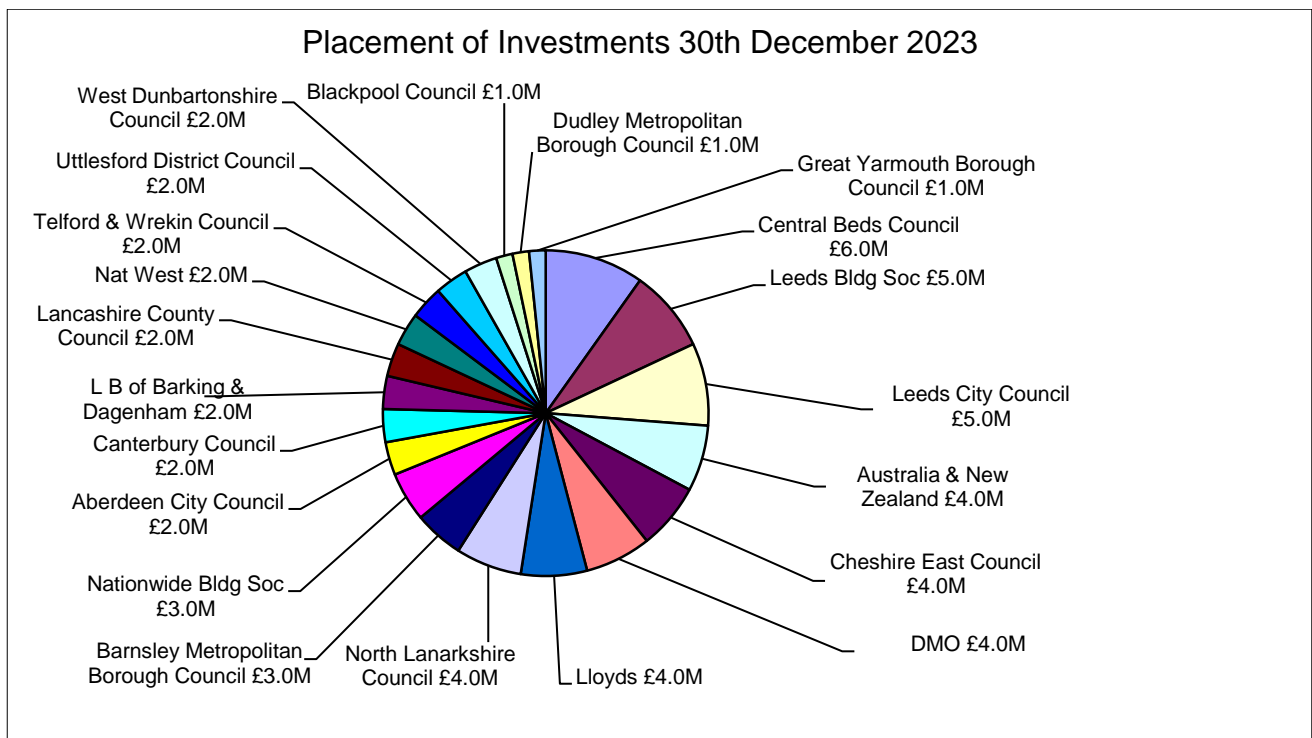 Placement of Investments 30th December 2023
West Dunbartonshire
Council £2.0M
Blackpool Council £1.0M
Dudley Metropolitan
Borough Council £1.0M
Great Yarmouth Borough
Council £1.0M
Uttlesford District Council
£2.0M
Central Beds Council
£6.0M
Telford & Wrekin Council
£2.0M
Leeds Bldg Soc £5.0M
Nat West £2.0M
Lancashire County
Council £2.0M
L B of Barking &
Dagenham £2.0M
Leeds City Council
£5.0M
Canterbury Council
£2.0M
Australia & New
Zealand £4.0M
Aberdeen City Council
£2.0M
Cheshire East Council
£4.0M
Nationwide Bldg Soc
£3.0M
DMO £4.0M
Barnsley Metropolitan
Borough Council £3.0M
North Lanarkshire
Council £4.0M
Lloyds £4.0M